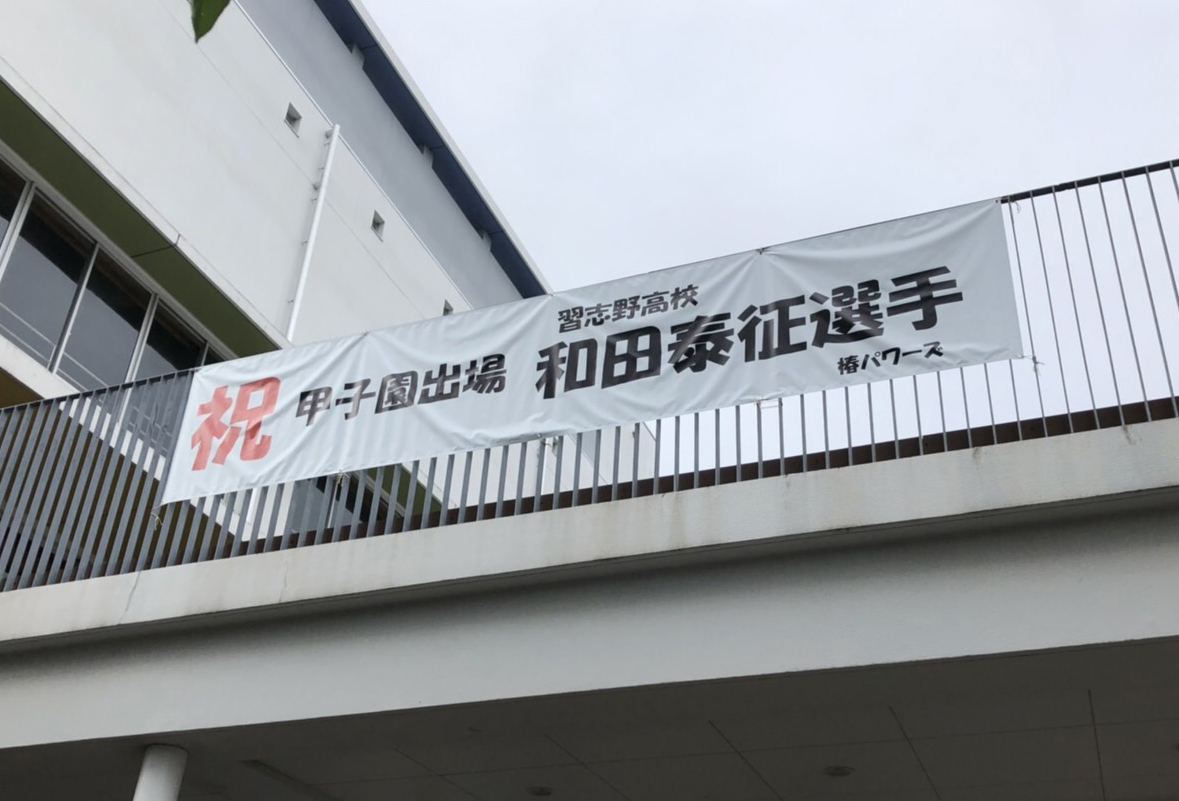 祝 甲子園出場
習志野高校
和田泰征選手
椿パワーズ